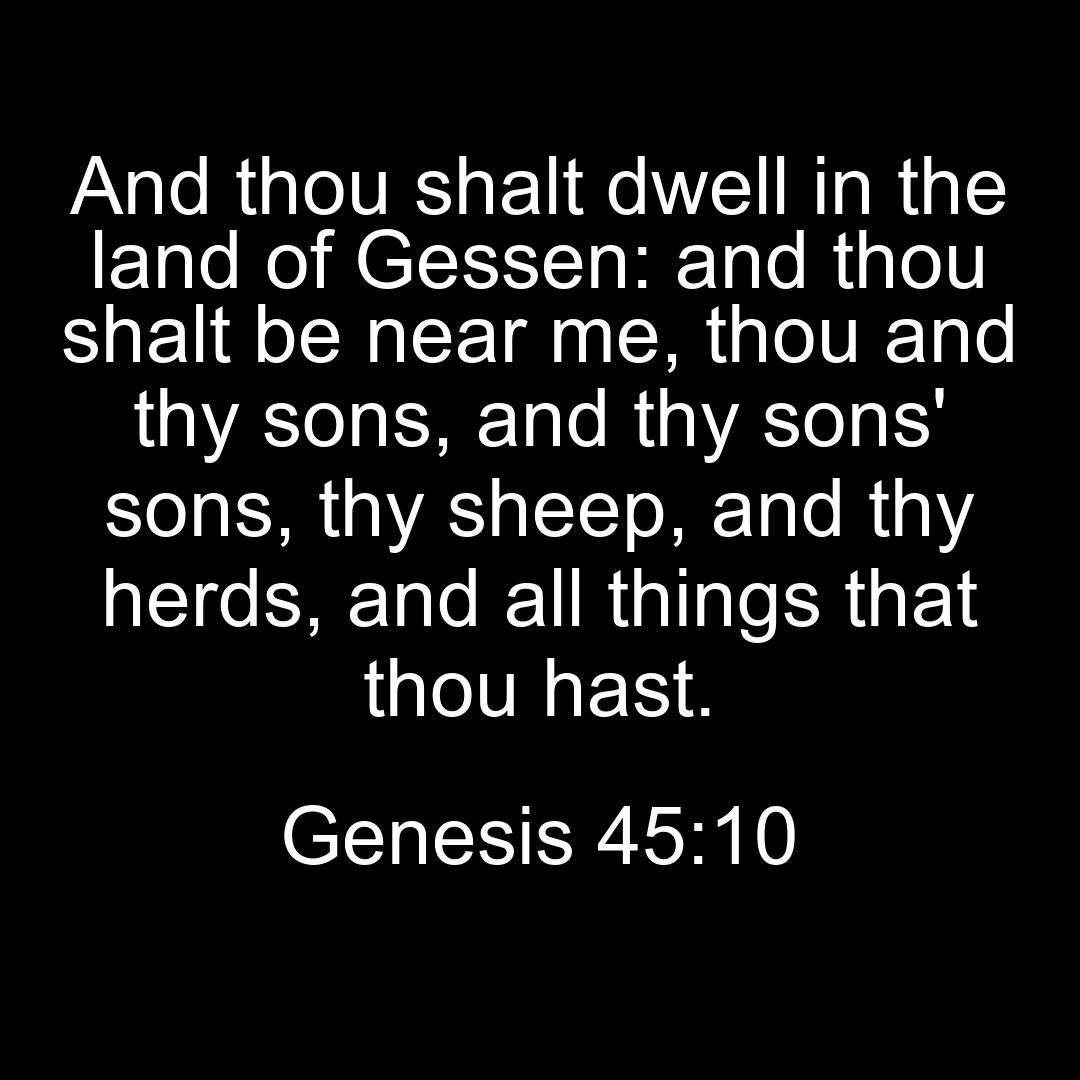 And thou shalt dwell in the
land of Gessen: and thou
shalt be near me, thou and
thy sons, and thy sons'
sons, thy sheep, and thy
herds, and all things that
thou hast.
Genesis 45:10